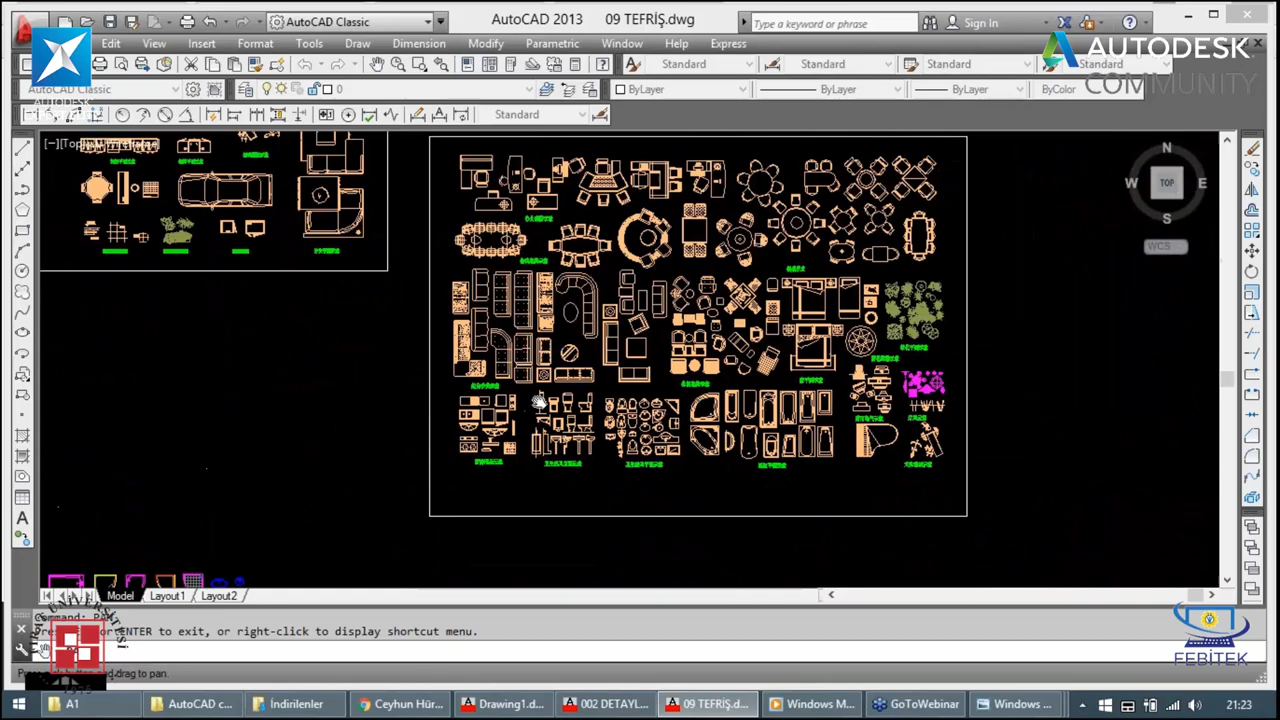 AutoCAD Classic
AutoCAD 2013 09 TEFRİŞ.dwg
Type a keyword or phrase
Sign In
Edit View Insert Format Tools Draw Dimension Modify Parametric Window Help Express
AUTODESK
COMMUNITY
Standard Standard Standard Standard
AutoCAD Classic
0
ByLayer ByLayer ByLayer ByColor
Standard
N
W TOP E
S
WCS
Model Layout1 Layout2
ENTER to exit, or right-click to display shortcut menu.
drag to pan.
1976
FEBİTEK
A1
AutoCAD c...
İndirilenler
Ceyhun Hür...
Drawing1.d...
002 DETAYL...
09 TEFRİŞ.d...
Windows M...
GoToWebinar
Windows ...
21:23